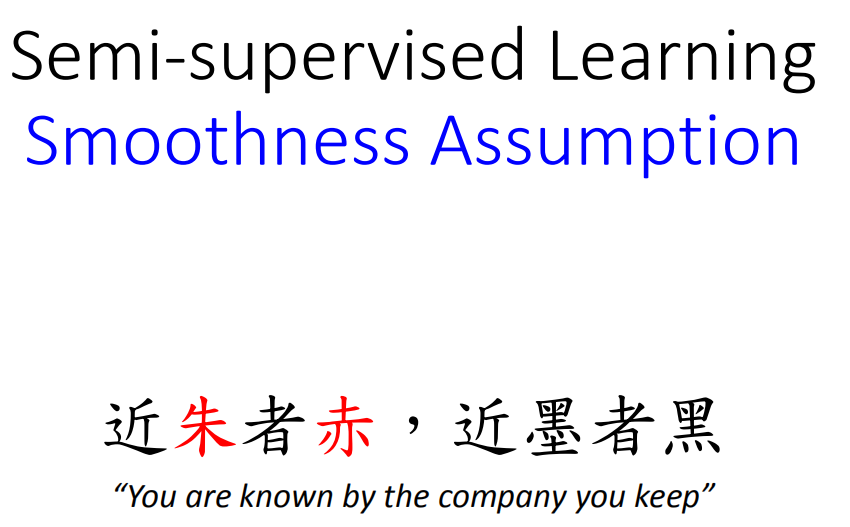 Semi-supervised Learning
Smoothness Assumption
近朱者赤，近墨者黑
“You are known by the company you keep”